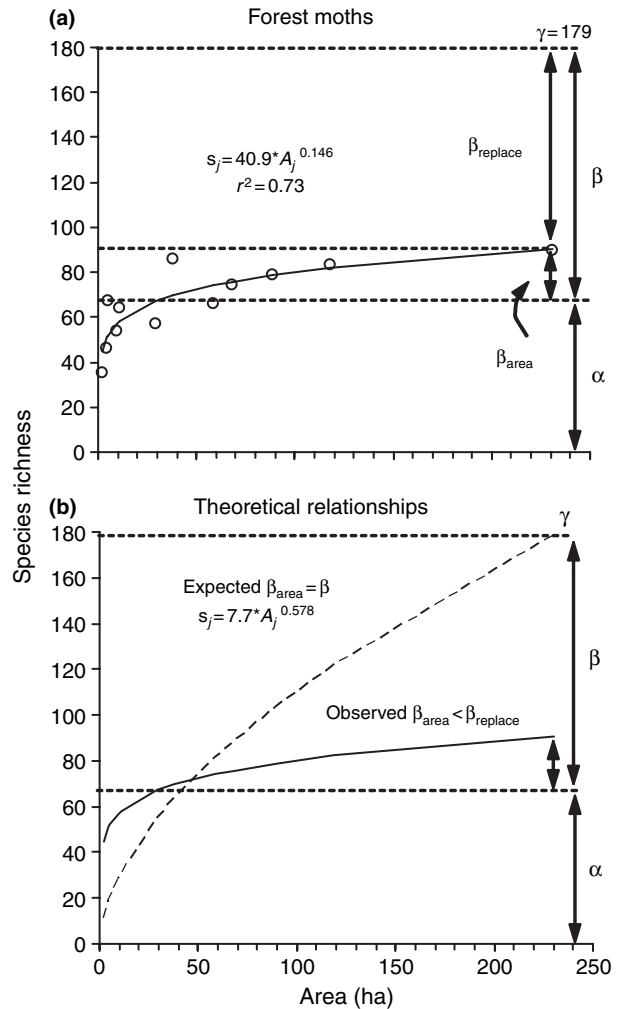 (a) Forest moths
γ=179
180
160
140
120
100
80
60
40
20
0
s_j=40.9*A_j^0.146
r²=0.73
β_replace
β
β_area
α
Species richness
(b) Theoretical relationships
γ
180
160
140
120
100
80
60
40
20
0
Expected β_area=β
s_j=7.7*A_j^0.578
β
Observed β_area<β_replace
α
0 50 100 150 200 250
Area (ha)